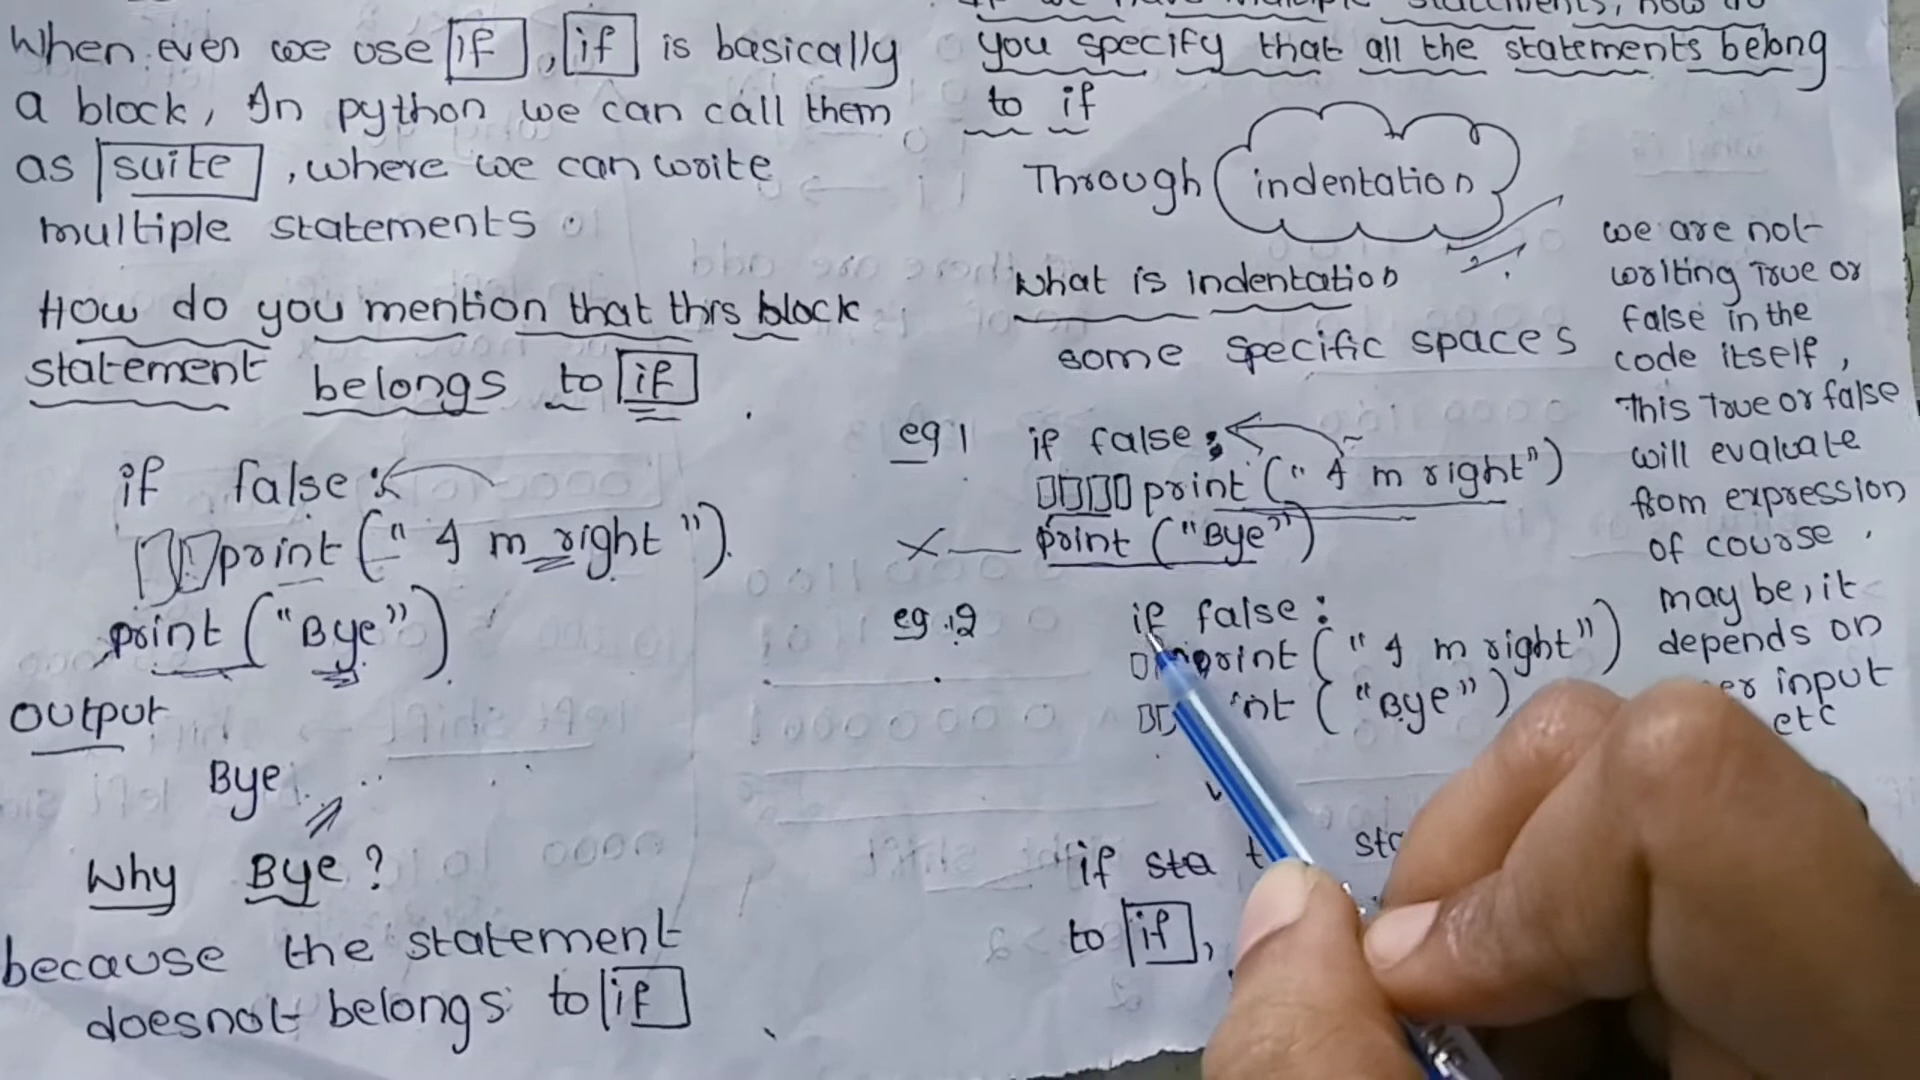 When even we use if, if is basically
a block, In python we can call them
as suite, where we can write
multiple statements.
How do you mention that this block
statement belongs to if
if false:
print (" I m right ")
print ("Bye")
output
Bye
Why Bye?
because the statement
doesnot belongs to if
you specify that all the statements belong
to if
Through indentation
what is indentation
some specific spaces
eg 1 if false:
print (" I m right")
print ("Bye")
eg 2 if false:
print (" I m right")
("Bye")
if sta
to if,
we are not
writing True or
false in the
code itself,
This True or false
will evaluate
from expression
of course.
may be, it
depends on
input
etc